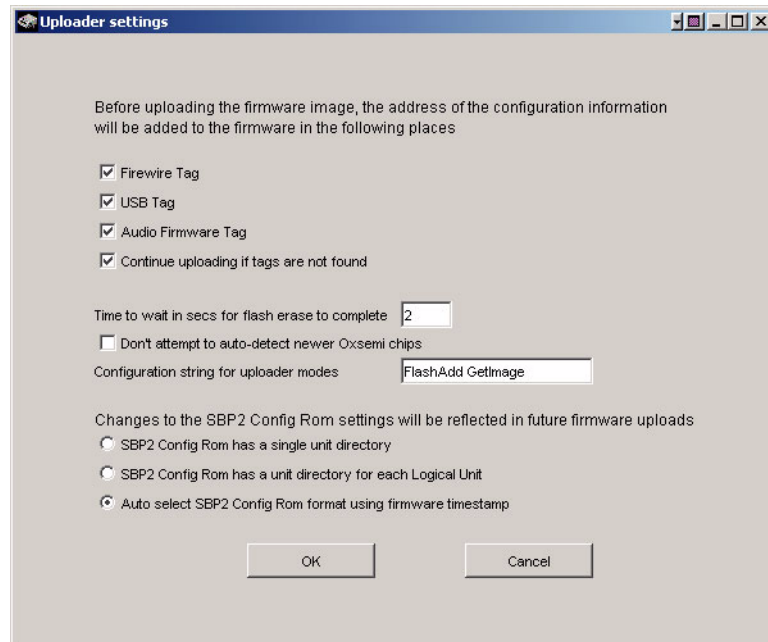 Uploader settings
Before uploading the firmware image, the address of the configuration information
will be added to the firmware in the following places
Firewire Tag
USB Tag
Audio Firmware Tag
Continue uploading if tags are not found
Time to wait in secs for flash erase to complete 2
Don't attempt to auto-detect newer Oxsemi chips
Configuration string for uploader modes FlashAdd GetImage
Changes to the SBP2 Config Rom settings will be reflected in future firmware uploads
SBP2 Config Rom has a single unit directory
SBP2 Config Rom has a unit directory for each Logical Unit
Auto select SBP2 Config Rom format using firmware timestamp
OK Cancel